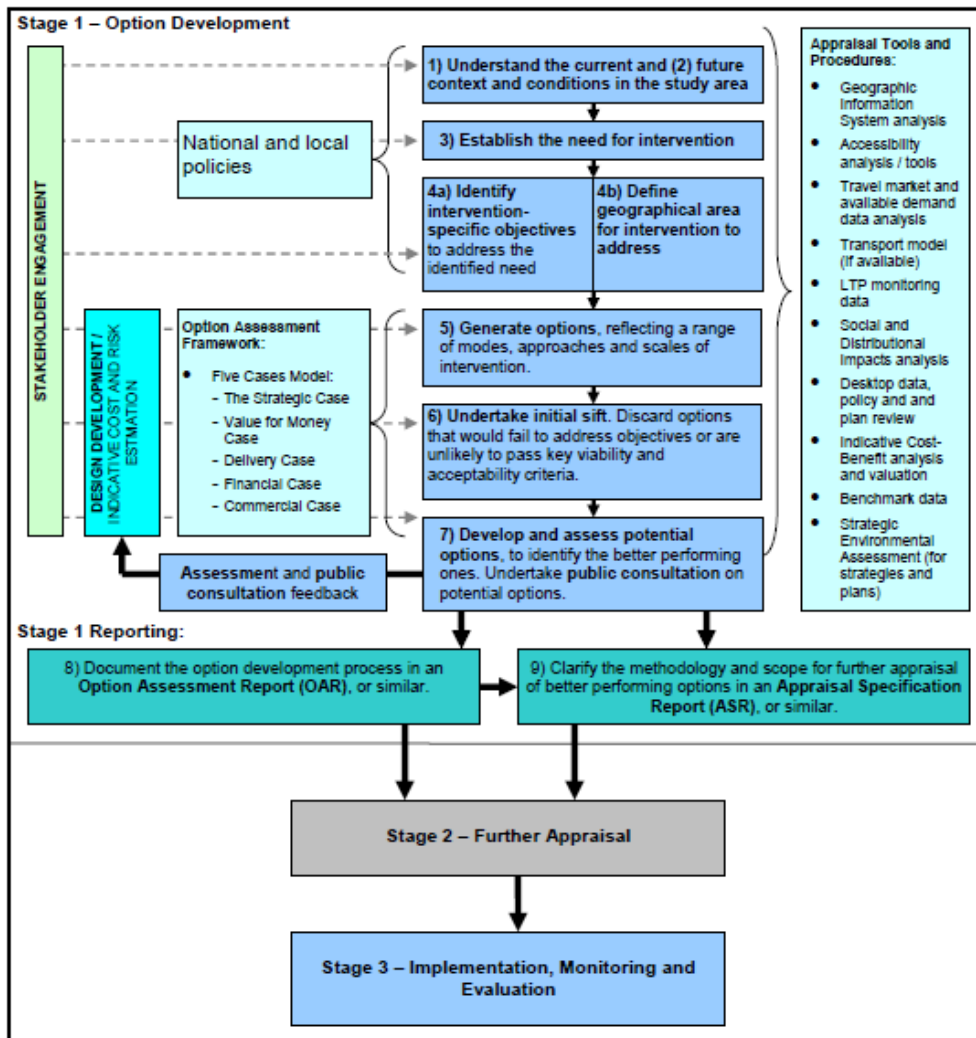 Stage 1 – Option Development
STAKEHOLDER ENGAGEMENT
National and local
policies
1) Understand the current and (2) future
context and conditions in the study area
3) Establish the need for intervention
4a) Identify
intervention-
specific objectives
to address the
identified need
4b) Define
geographical area
for intervention to
address
DESIGN DEVELOPMENT /
INDICATIVE COST AND RISK
ESTMATION
Option Assessment
Framework:
• Five Cases Model:
– The Strategic Case
– Value for Money
Case
– Delivery Case
– Financial Case
– Commercial Case
5) Generate options, reflecting a range
of modes, approaches and scales of
intervention.
6) Undertake initial sift. Discard options
that would fail to address objectives or are
unlikely to pass key viability and
acceptability criteria.
7) Develop and assess potential
options, to identify the better performing
ones. Undertake public consultation on
potential options.
Assessment and public
consultation feedback
Appraisal Tools and
Procedures:
• Geographic
Information
System analysis
• Accessibility
analysis / tools
• Travel market and
available demand
data analysis
• Transport model
(if available)
• LTP monitoring
data
• Social and
Distributional
Impacts analysis
• Desktop data,
policy and and
plan review
• Indicative Cost-
Benefit analysis
and valuation
• Benchmark data
• Strategic
Environmental
Assessment (for
strategies and
plans)
Stage 1 Reporting:
8) Document the option development process in an
Option Assessment Report (OAR), or similar.
9) Clarify the methodology and scope for further appraisal
of better performing options in an Appraisal Specification
Report (ASR), or similar.
Stage 2 – Further Appraisal
Stage 3 – Implementation, Monitoring and
Evaluation